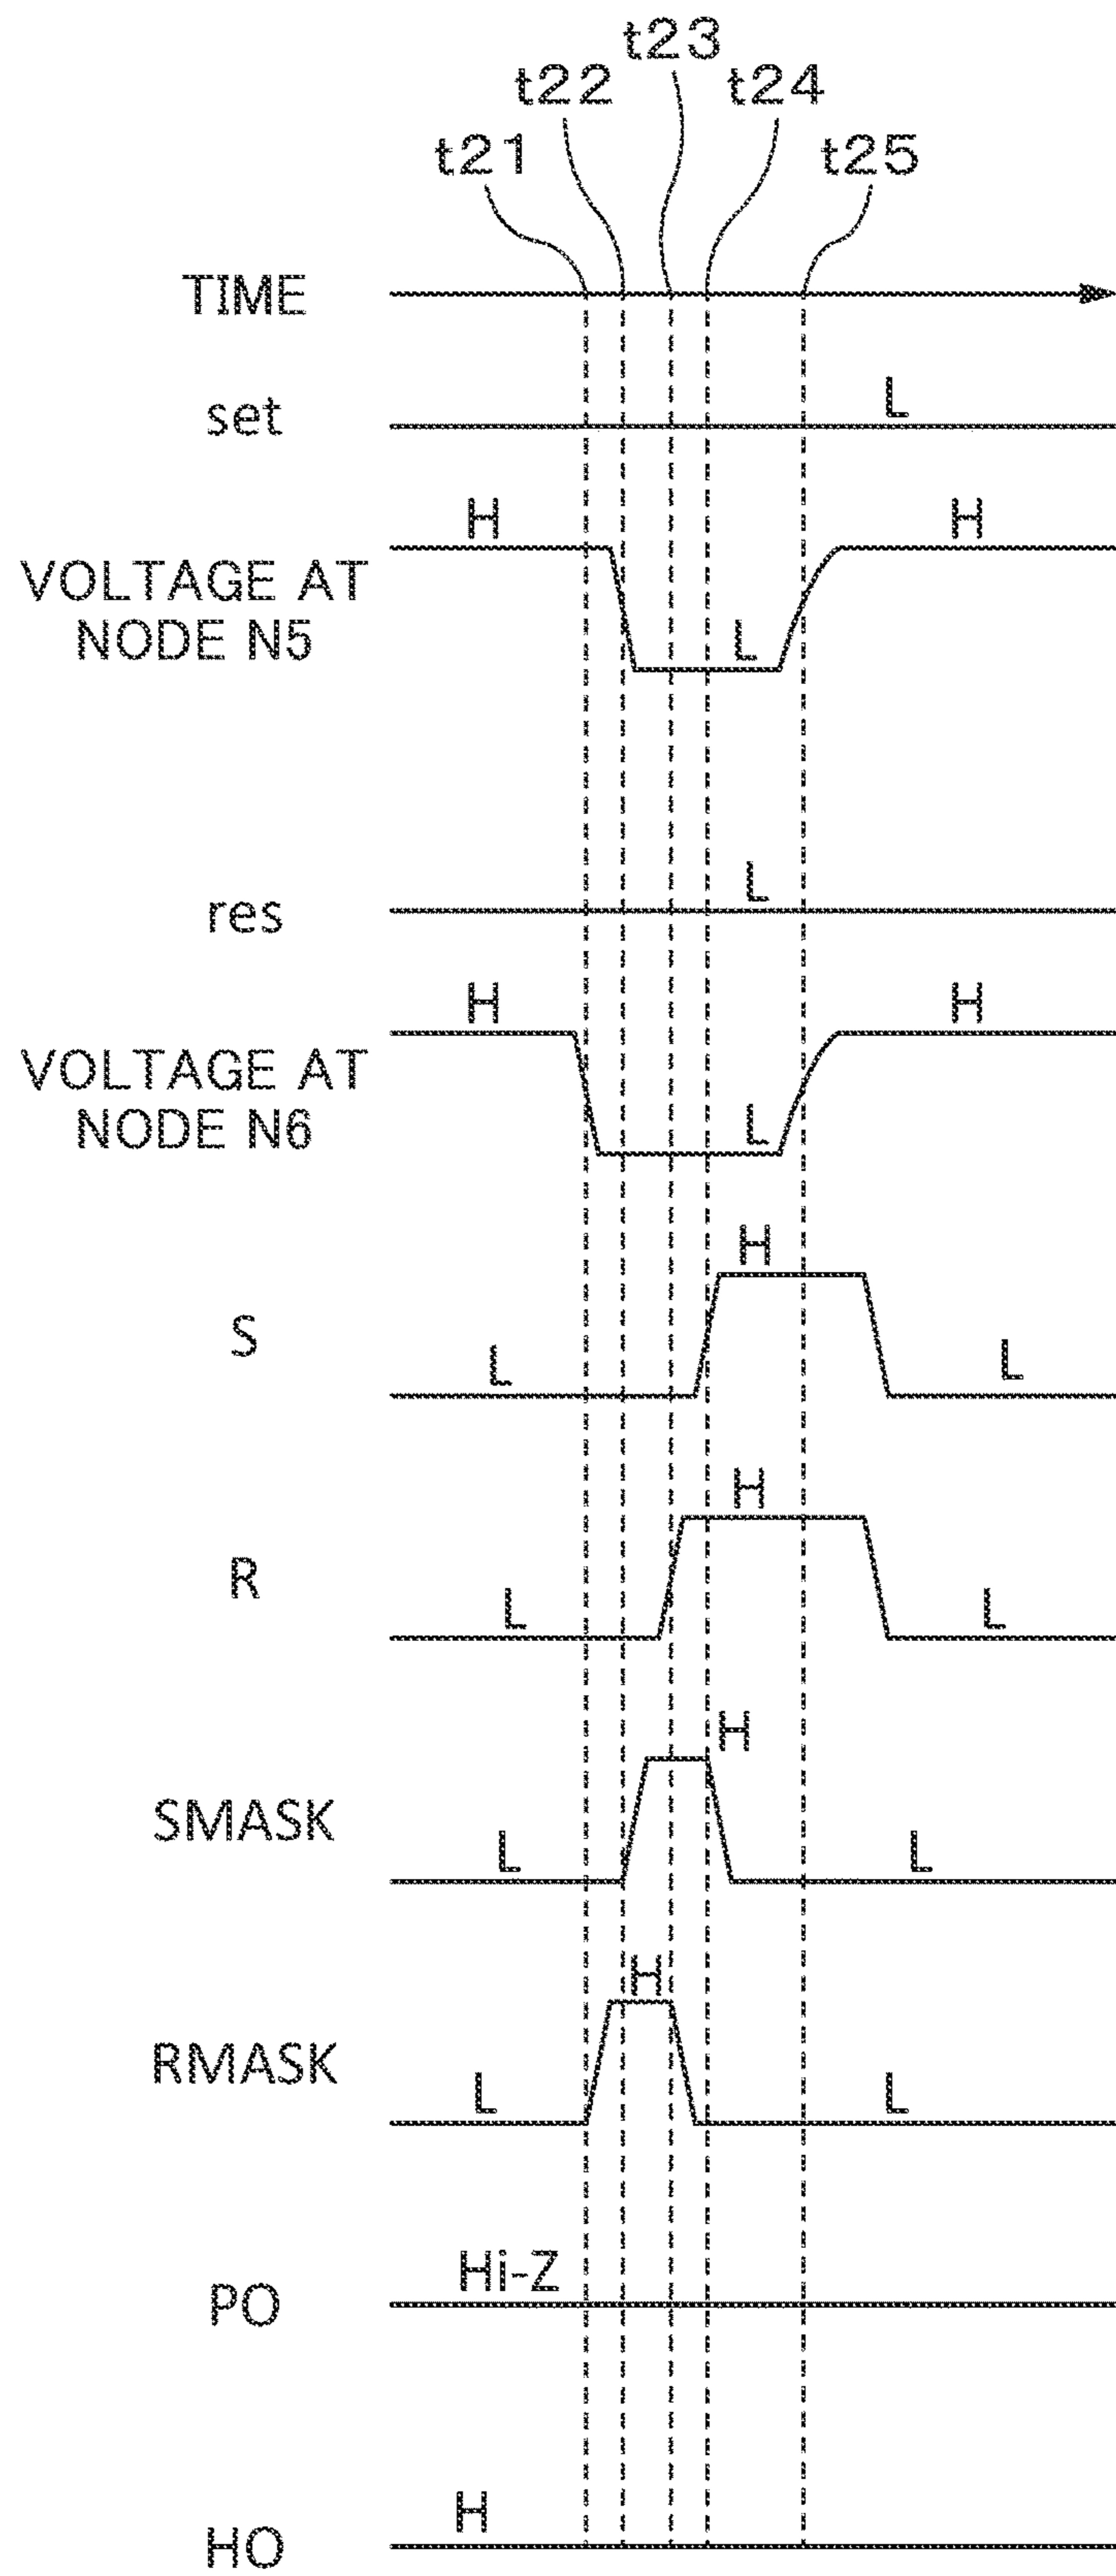 t23
t22 t24
t21 t25
TIME
L
set
H H
VOLTAGE AT
NODE N5
L
L
res
H H
VOLTAGE AT
NODE N6
L
H
S
L L
H
R
L L
H
SMASK
L L
H
RMASK
L L
Hi-Z
PO
H
HO